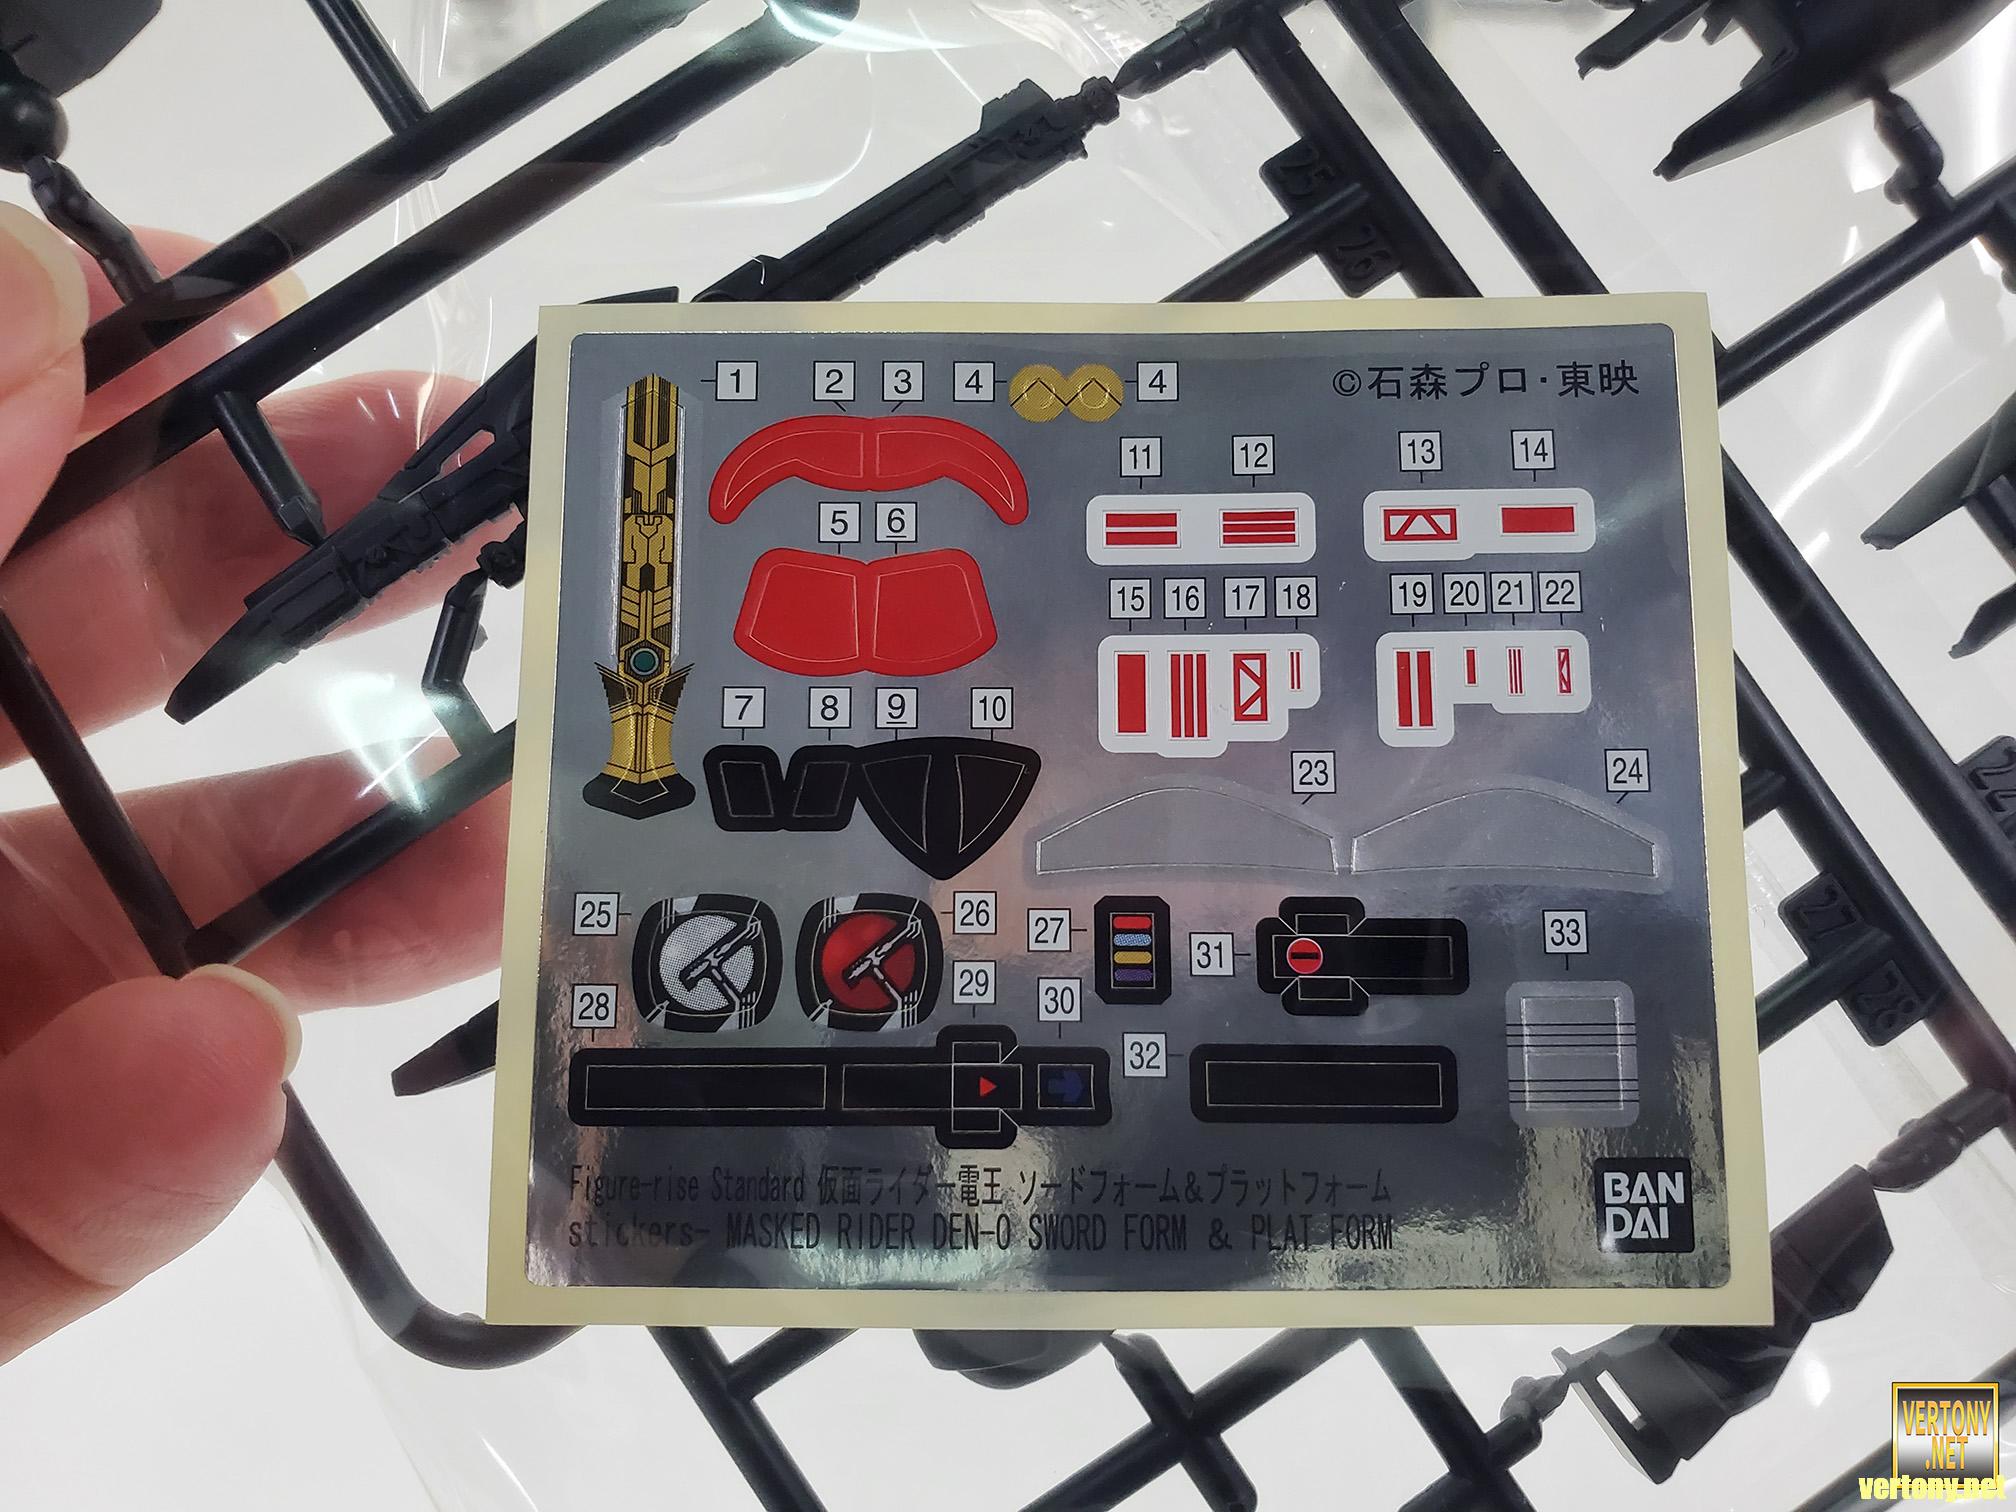 1 2 3 4 4
©石森プロ・東映
5 6
11 12 13 14
15 16 17 18 19 20 21 22
7 8 9 10
23 24
25 26 27 31 33
28 29 30 32
Figure-rise Standard 仮面ライダー電王 ソードフォーム&プラットフォーム
stickers- MASKED RIDER DEN-O SWORD FORM & PLAT FORM
BAN
DAI
25
26
27
28
VERTONY
.NET
vertony.net